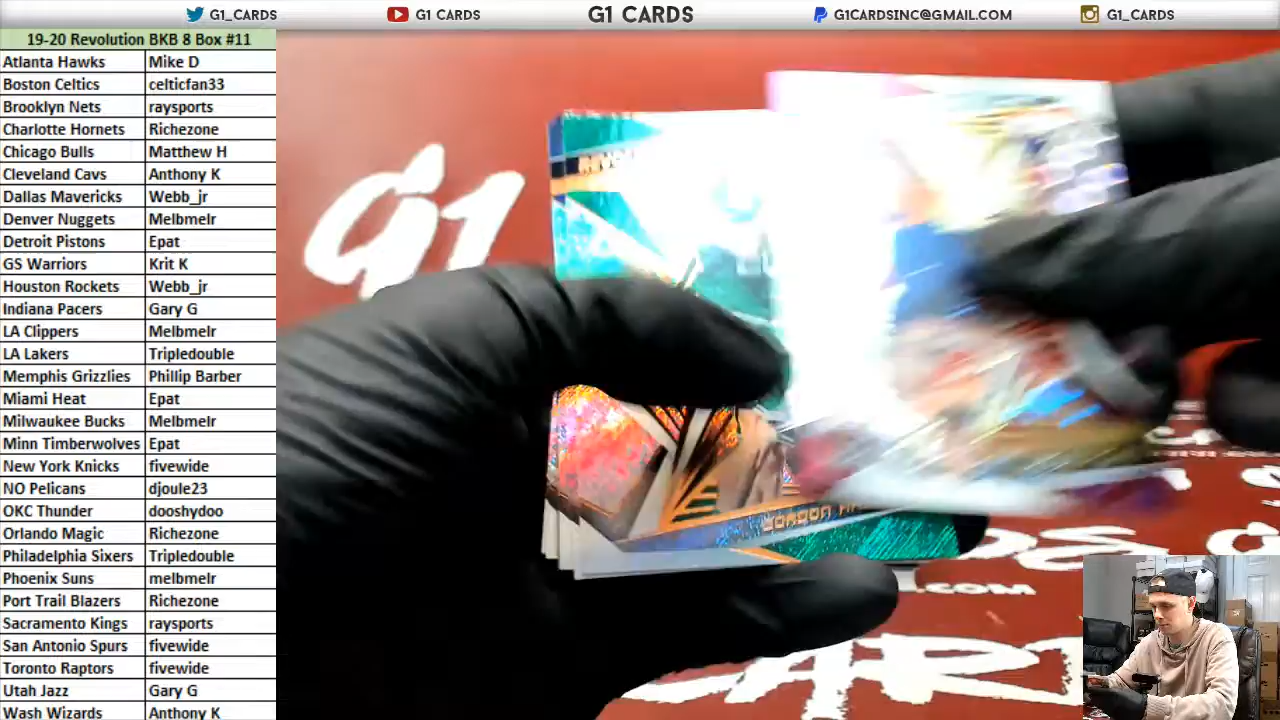 G1_CARDS G1 CARDS G1 CARDS G1CARDSINC@GMAIL.COM G1_CARDS
19-20 Revolution BKB 8 Box #11
Atlanta Hawks Mike D
Boston Celtics celticfan33
Brooklyn Nets raysports
Charlotte Hornets Richezone
Chicago Bulls Matthew H
Cleveland Cavs Anthony K
Dallas Mavericks Webb_jr
Denver Nuggets Melbmelr
Detroit Pistons Epat
GS Warriors Krit K
Houston Rockets Webb_jr
Indiana Pacers Gary G
LA Clippers Melbmelr
LA Lakers Tripledouble
Memphis Grizzlies Phillip Barber
Miami Heat Epat
Milwaukee Bucks Melbmelr
Minn Timberwolves Epat
New York Knicks fivewide
NO Pelicans djoule23
OKC Thunder dooshydoo
Orlando Magic Richezone
Philadelphia Sixers Tripledouble
Phoenix Suns melbmelr
Port Trail Blazers Richezone
Sacramento Kings raysports
San Antonio Spurs fivewide
Toronto Raptors fivewide
Utah Jazz Gary G
Wash Wizards Anthony K
G1
GORDON
.COM